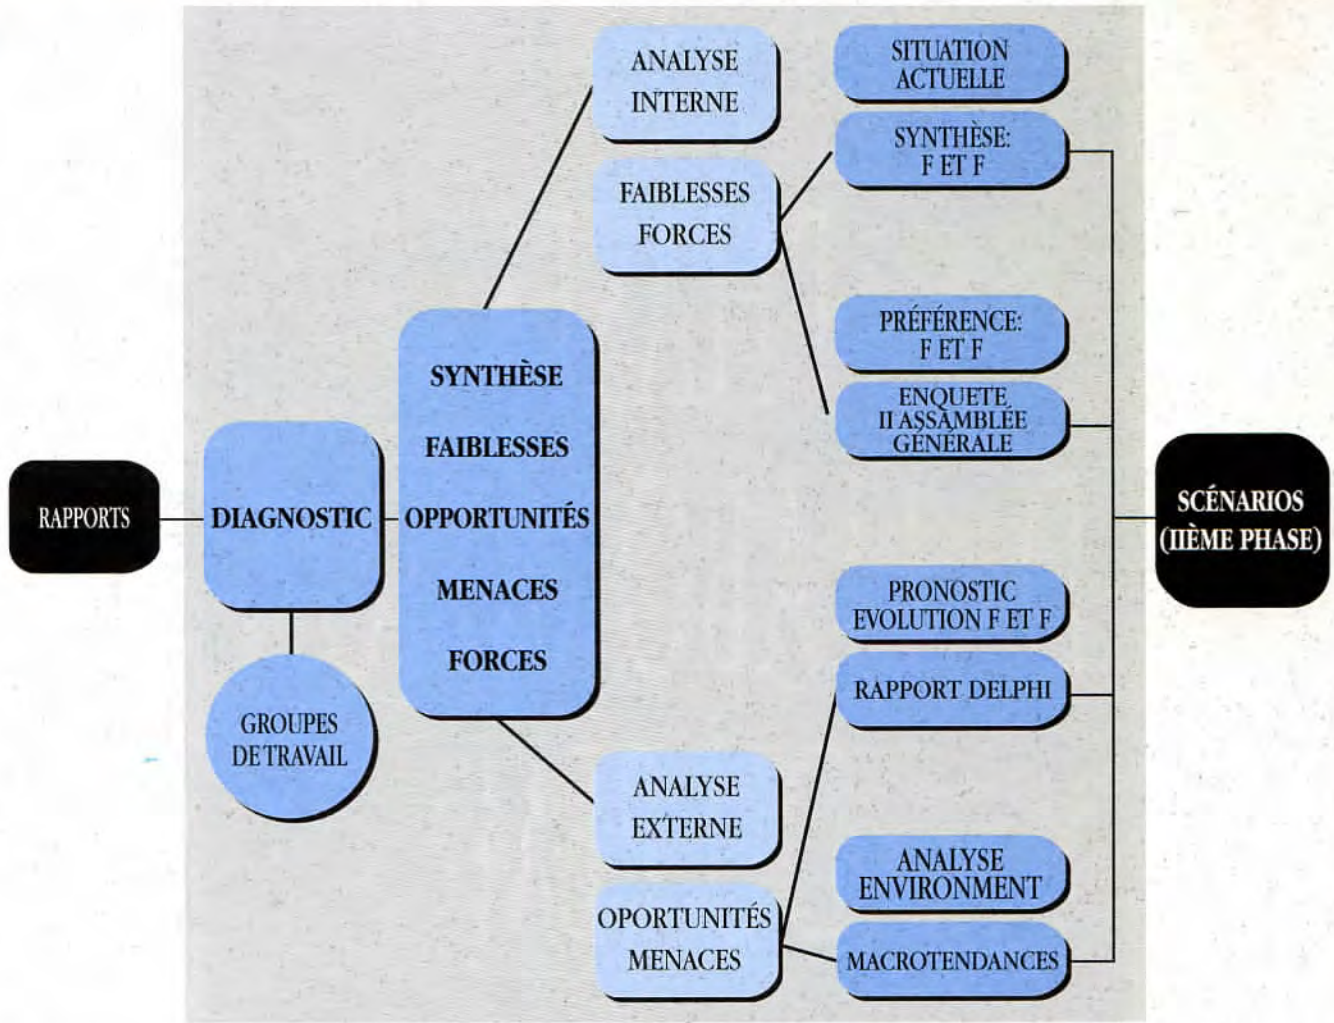 RAPPORTS
DIAGNOSTIC
GROUPES
DE TRAVAIL
SYNTHÈSE
FAIBLESSES
OPPORTUNITÉS
MENACES
FORCES
ANALYSE
INTERNE
FAIBLESSES
FORCES
SITUATION
ACTUELLE
SYNTHÈSE:
F ET F
PRÉFÉRENCE:
F ET F
ENQUETE
II ASSAMBLÉE
GÉNÉRALE
ANALYSE
EXTERNE
OPORTUNITÉS
MENACES
PRONOSTIC
EVOLUTION F ET F
RAPPORT DELPHI
ANALYSE
ENVIRONMENT
MACROTENDANCES
SCÉNARIOS
(IIÈME PHASE)